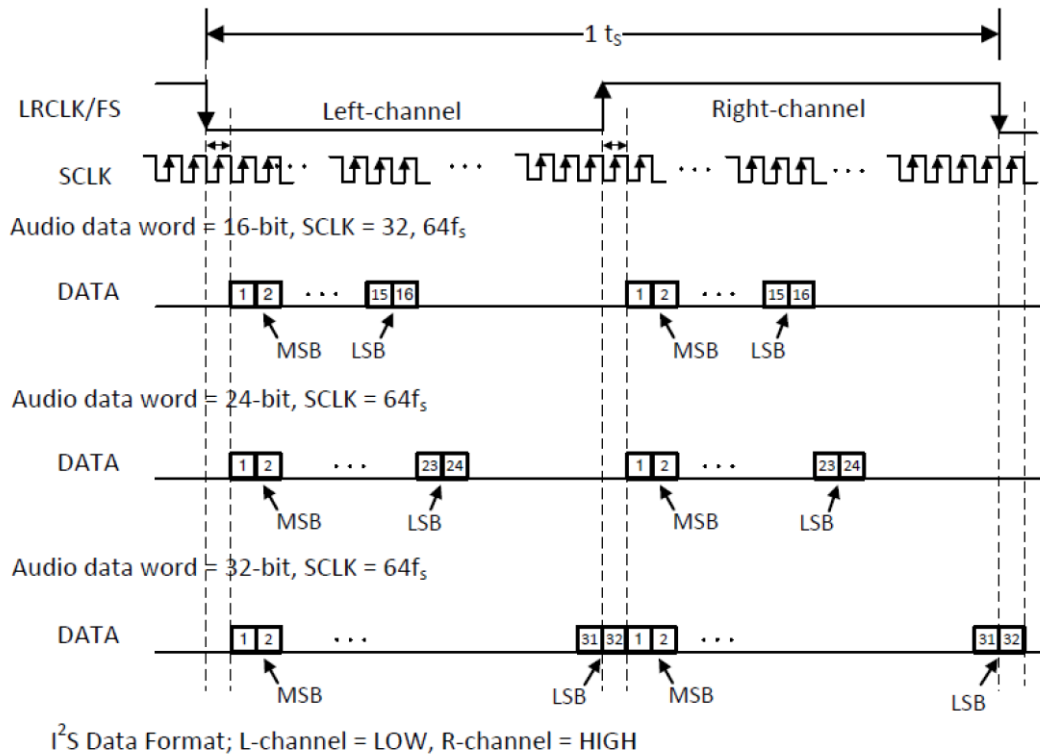 1 tₛ
LRCLK/FS Left-channel Right-channel
SCLK
Audio data word = 16-bit, SCLK = 32, 64fₛ
DATA 1 2 ··· 15 16 1 2 ··· 15 16
MSB LSB MSB LSB
Audio data word = 24-bit, SCLK = 64fₛ
DATA 1 2 ··· 23 24 1 2 ··· 23 24
MSB LSB MSB LSB
Audio data word = 32-bit, SCLK = 64fₛ
DATA 1 2 ··· 31 32 1 2 ··· 31 32
MSB LSB MSB LSB
I²S Data Format; L-channel = LOW, R-channel = HIGH